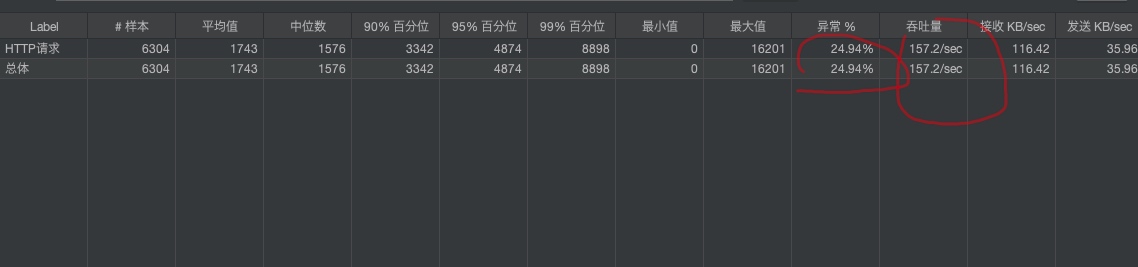 Label # 样本 平均值 中位数 90% 百分位 95% 百分位 99% 百分位 最小值 最大值 异常 % 吞吐量 接收 KB/sec 发送 KB/sec
HTTP请求 6304 1743 1576 3342 4874 8898 0 16201 24.94% 157.2/sec 116.42 35.96
总体 6304 1743 1576 3342 4874 8898 0 16201 24.94% 157.2/sec 116.42 35.96